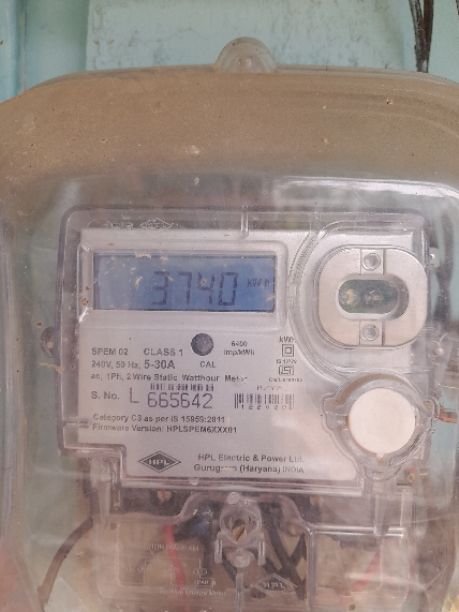 3740 kWh
6400
imp/kWh
kWh
SPEM 02 CLASS 1
240V, 50 Hz, 5-30A CAL
ac, 1Ph, 2 Wire Static Watthour Meter
S. No. L 665642
Category C3 as per IS 15959:2011
Firmware Version: HPLSPEM6XXX01
HPL
HPL Electric & Power Ltd.
Gurugram (Haryana) INDIA
HPL